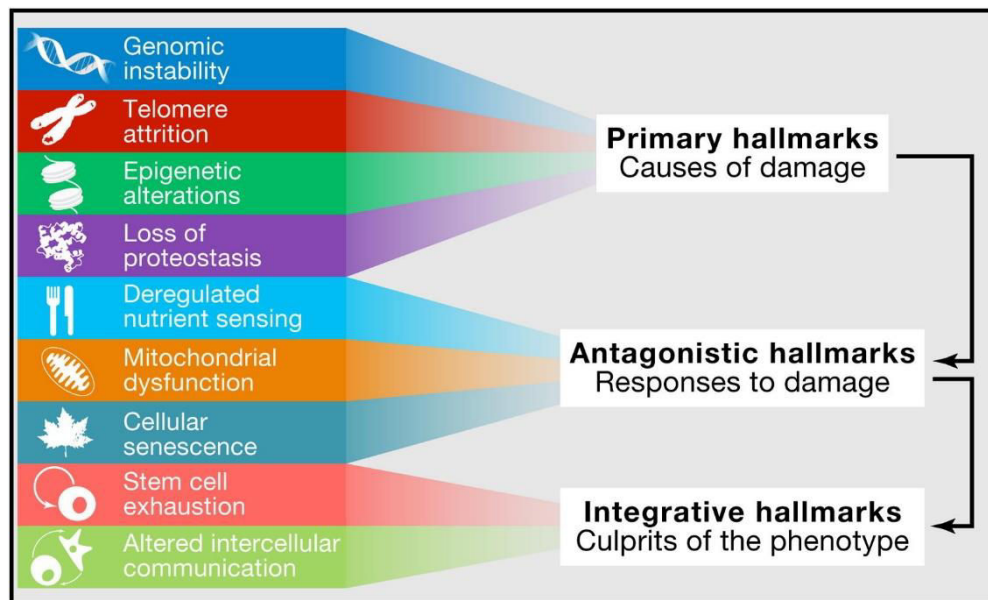 Genomic
instability
Telomere
attrition
Epigenetic
alterations
Loss of
proteostasis
Deregulated
nutrient sensing
Mitochondrial
dysfunction
Cellular
senescence
Stem cell
exhaustion
Altered intercellular
communication
Primary hallmarks
Causes of damage
Antagonistic hallmarks
Responses to damage
Integrative hallmarks
Culprits of the phenotype